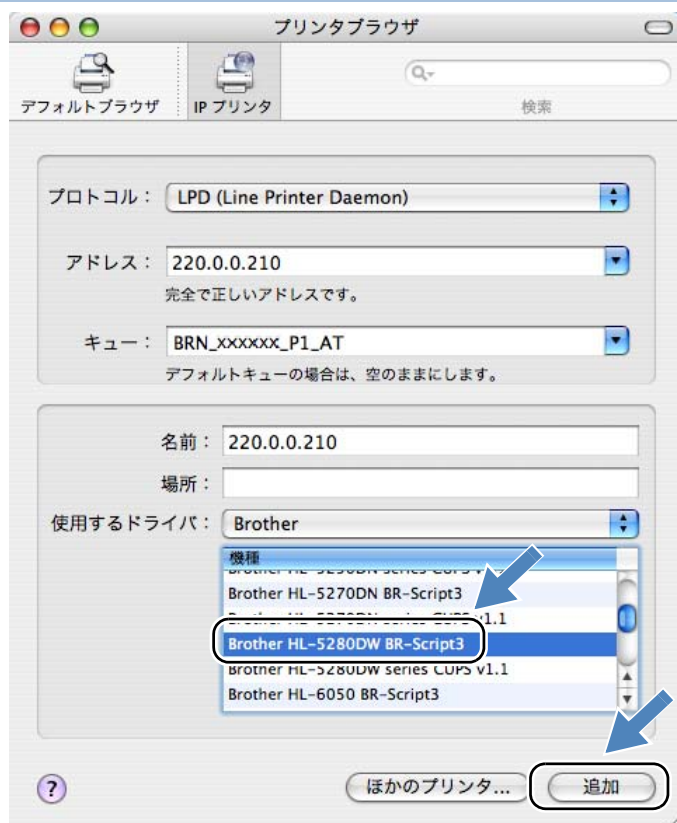 プリンタブラウザ
デフォルトブラウザ
IP プリンタ
検索
プロトコル： LPD (Line Printer Daemon)
アドレス： 220.0.0.210
完全で正しいアドレスです。
キュー： BRN_xxxxxx_P1_AT
デフォルトキューの場合は、空のままにします。
名前： 220.0.0.210
場所：
使用するドライバ： Brother
機種
Brother HL-5270DN BR-Script3
Brother HL-5280DW BR-Script3
Brother HL-5280DW series CUPS v1.1
Brother HL-6050 BR-Script3
?
ほかのプリンタ...
追加